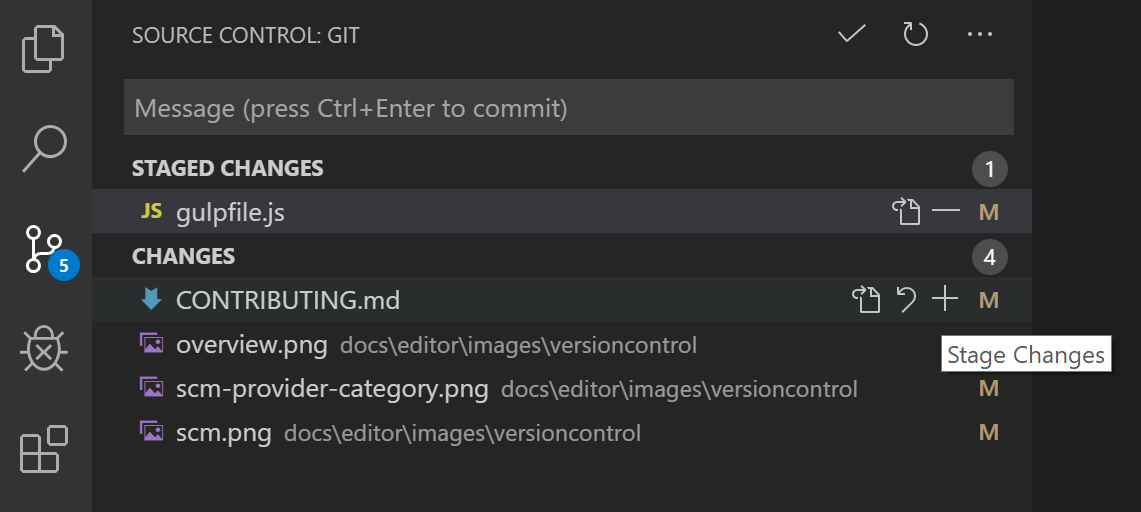 SOURCE CONTROL: GIT
Message (press Ctrl+Enter to commit)
STAGED CHANGES 1
JS gulpfile.js M
CHANGES 4
5
CONTRIBUTING.md M
overview.png docs\editor\images\versioncontrol
Stage Changes
scm-provider-category.png docs\editor\images\versioncontrol M
scm.png docs\editor\images\versioncontrol M